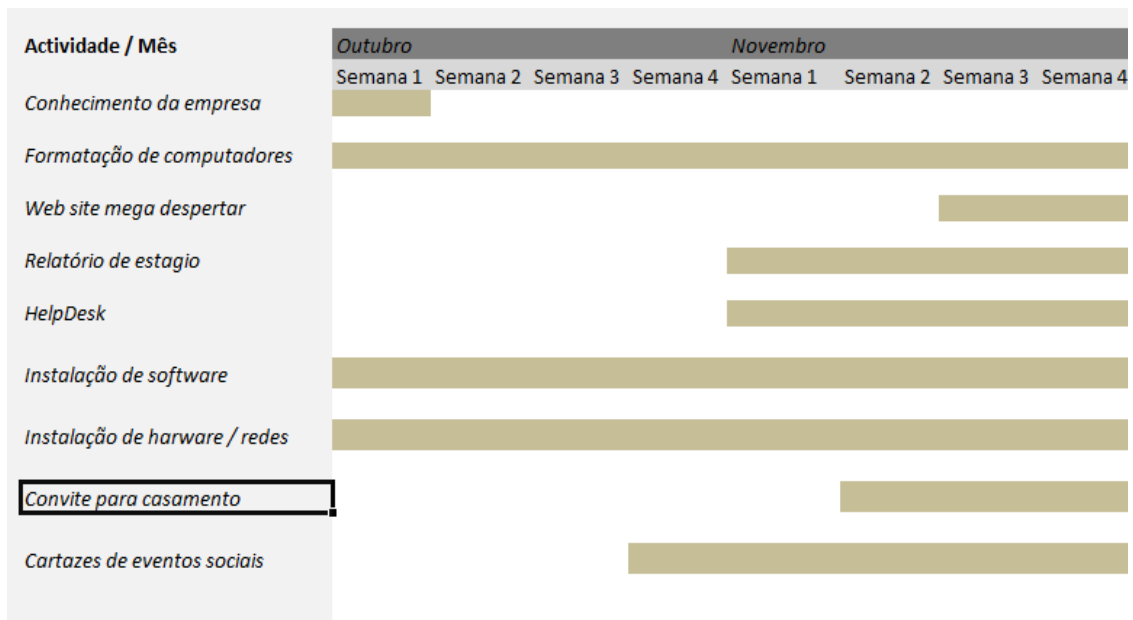 Actividade / Mês Outubro Novembro
Semana 1 Semana 2 Semana 3 Semana 4 Semana 1 Semana 2 Semana 3 Semana 4
Conhecimento da empresa
Formatação de computadores
Web site mega despertar
Relatório de estagio
HelpDesk
Instalação de software
Instalação de harware / redes
Convite para casamento
Cartazes de eventos sociais